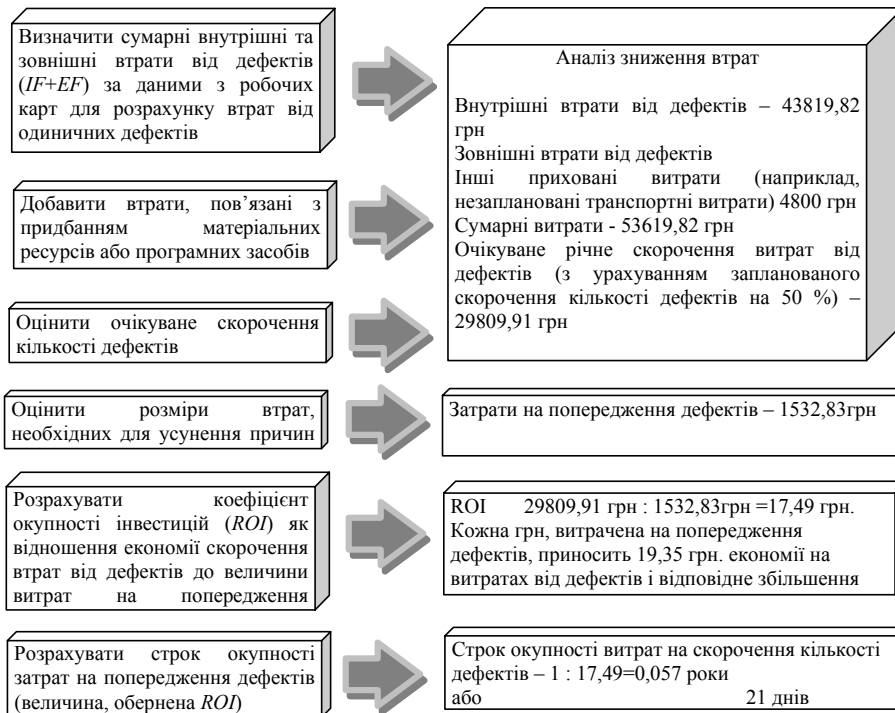 Визначити сумарні внутрішні та
зовнішні втрати від дефектів
(IF+EF) за даними з робочих
карт для розрахунку втрат від
одиничних дефектів
Аналіз зниження втрат
Внутрішні втрати від дефектів – 43819,82
грн
Зовнішні втрати від дефектів
Інші приховані витрати (наприклад,
незаплановані транспортні витрати) 4800 грн
Сумарні витрати - 53619,82 грн
Очікуване річне скорочення витрат від
дефектів (з урахуванням запланованого
скорочення кількості дефектів на 50 %) –
29809,91 грн
Добавити втрати, пов’язані з
придбанням матеріальних
ресурсів або програмних засобів
Оцінити очікуване скорочення
кількості дефектів
Оцінити розміри втрат,
необхідних для усунення причин
Затрати на попередження дефектів – 1532,83грн
Розрахувати коефіцієнт
окупності інвестицій (ROI) як
відношення економії скорочення
втрат від дефектів до величини
витрат на попередження
ROI 29809,91 грн : 1532,83грн =17,49 грн.
Кожна грн, витрачена на попередження
дефектів, приносить 19,35 грн. економії на
витратах від дефектів і відповідне збільшення
Розрахувати строк окупності
затрат на попередження дефектів
(величина, обернена ROI)
Строк окупності витрат на скорочення кількості
дефектів – 1 : 17,49=0,057 роки
або 21 днів